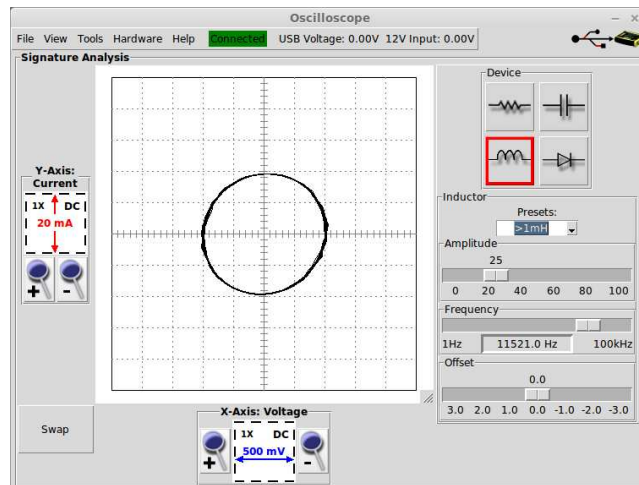 Oscilloscope
File View Tools Hardware Help Connected USB Voltage: 0.00V 12V Input: 0.00V
Signature Analysis
Y-Axis:
Current
1X DC
20 mA
+ -
Swap
X-Axis: Voltage
1X DC
500 mV
+ -
Device
Inductor
Presets:
>1mH
Amplitude
25
0 20 40 60 80 100
Frequency
1Hz 11521.0 Hz 100kHz
Offset
0.0
3.0 2.0 1.0 0.0 -1.0 -2.0 -3.0